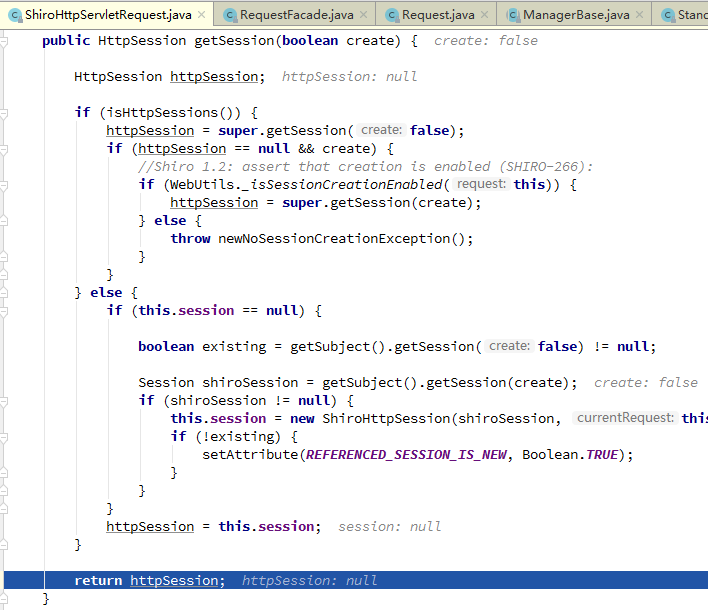 ShiroHttpServletRequest.java × RequestFacade.java × Request.java × ManagerBase.java × Stand
public HttpSession getSession(boolean create) { create: false
HttpSession httpSession; httpSession: null
if (isHttpSessions()) {
httpSession = super.getSession( create: false);
if (httpSession == null && create) {
//Shiro 1.2: assert that creation is enabled (SHIRO-266):
if (WebUtils._isSessionCreationEnabled( request: this)) {
httpSession = super.getSession(create);
} else {
throw newNoSessionCreationException();
}
}
} else {
if (this.session == null) {
boolean existing = getSubject().getSession( create: false) != null;
Session shiroSession = getSubject().getSession(create); create: false
if (shiroSession != null) {
this.session = new ShiroHttpSession(shiroSession, currentRequest: this
if (!existing) {
setAttribute(REFERENCED_SESSION_IS_NEW, Boolean.TRUE);
}
}
}
httpSession = this.session; session: null
}
return httpSession; httpSession: null
}